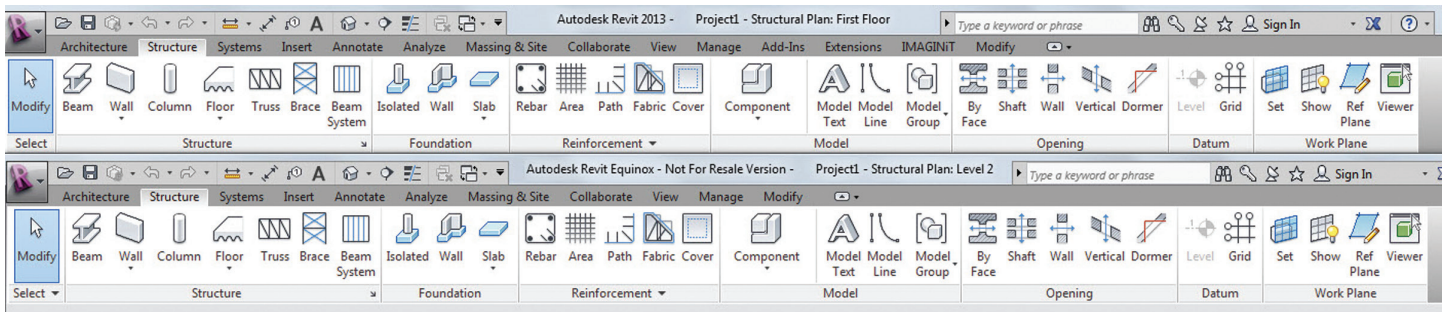 Autodesk Revit 2013 - Project1 - Structural Plan: First Floor Type a keyword or phrase Sign In
Architecture Structure Systems Insert Annotate Analyze Massing & Site Collaborate View Manage Add-Ins Extensions IMAGINiT Modify
Modify Beam Wall Column Floor Truss Brace Beam System Isolated Wall Slab Rebar Area Path Fabric Cover Component Model Text Model Line Model Group By Face Shaft Wall Vertical Dormer Level Grid Set Show Ref Plane Viewer
Select Structure Foundation Reinforcement Model Opening Datum Work Plane
Autodesk Revit Equinox - Not For Resale Version - Project1 - Structural Plan: Level 2 Type a keyword or phrase Sign In
Architecture Structure Systems Insert Annotate Analyze Massing & Site Collaborate View Manage Modify
Modify Beam Wall Column Floor Truss Brace Beam System Isolated Wall Slab Rebar Area Path Fabric Cover Component Model Text Model Line Model Group By Face Shaft Wall Vertical Dormer Level Grid Set Show Ref Plane Viewer
Select Structure Foundation Reinforcement Model Opening Datum Work Plane